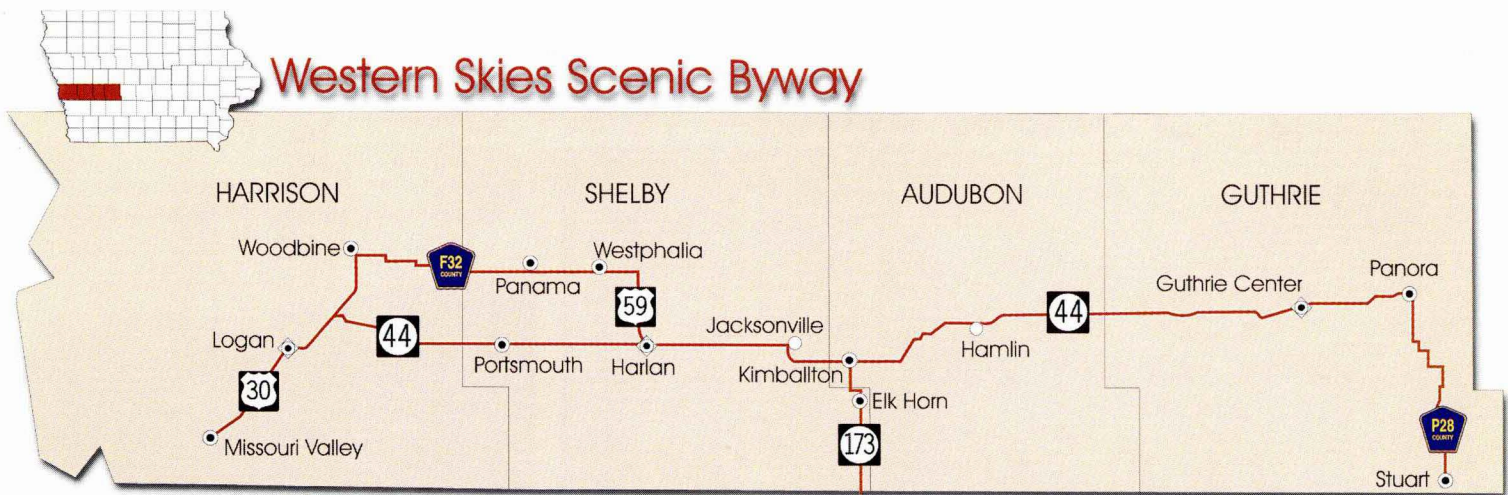 Western Skies Scenic Byway
HARRISON
SHELBY
AUDUBON
GUTHRIE
Woodbine
F32
COUNTY
Panama
Westphalia
59
Logan
44
Portsmouth
Harlan
Jacksonville
Kimballton
44
Hamlin
Guthrie Center
Panora
30
Missouri Valley
Elk Horn
173
P28
COUNTY
Stuart